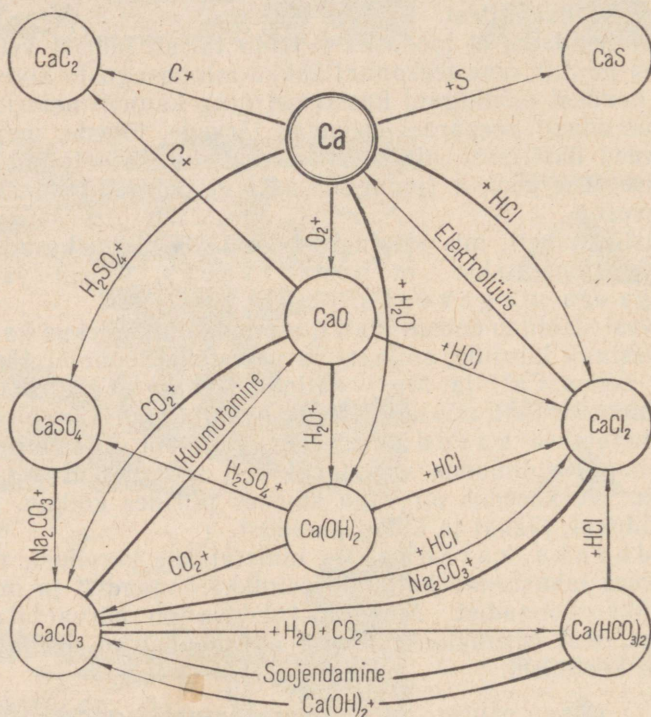 CaC₂
C+
+S
CaS
Ca
C+
O₂+
+ HCl
H₂SO₄+
+ H₂O
Elektrolüüs
CaO
CO₂+
Kuumutamine
+HCl
H₂O+
CaSO₄
CaCl₂
H₂SO₄+
+HCl
Na₂CO₃+
Ca(OH)₂
CO₂+
+ HCl
Na₂CO₃+
+HCl
CaCO₃
+ H₂O + CO₂
Ca(HCO₃)₂
Soojendamine
Ca(OH)₂+